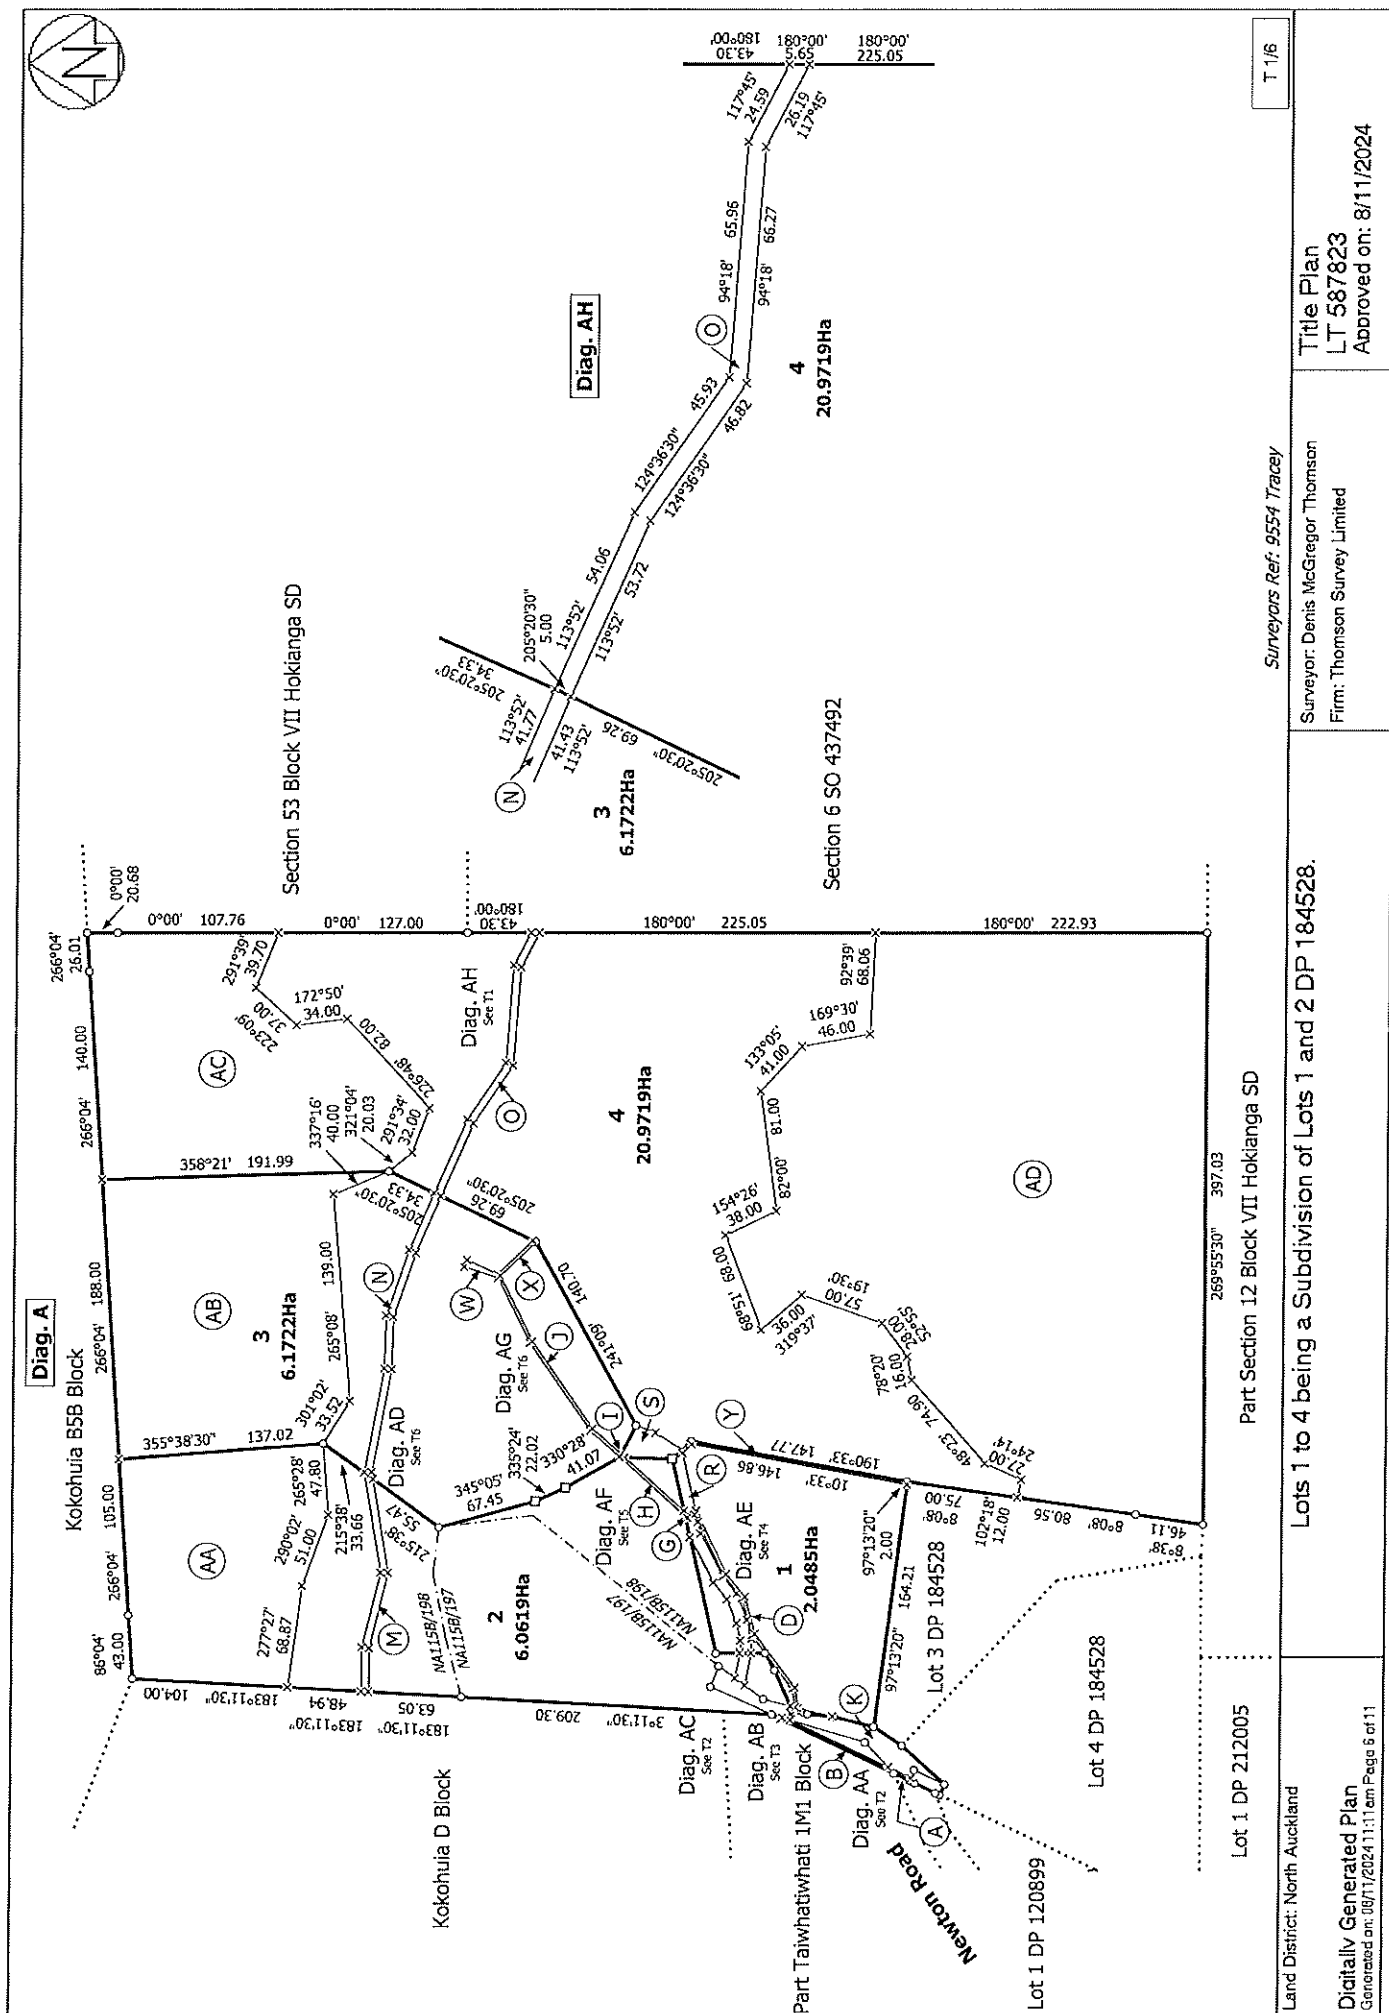 N
Diag. A
Kokohuia B5B Block
86°04'
43.00
266°04'
105.00
266°04'
188.00
266°04'
140.00
266°04'
26.01
0°00'
20.68
0°00' 107.76
0°00' 127.00
180°00'
43.30
180°00' 225.05
180°00' 222.93
Section 53 Block VII Hokianga SD
Section 6 SO 437492
AA
AB
AC
AD
104.00
183°11'30"
277°27'
68.87
290°02'
51.00
265°28'
47.80
355°38'30" 137.02
301°02'
33.52
265°08'
139.00
358°21' 191.99
337°16'
40.00
321°04'
20.03
291°34'
32.00
226°48'
82.00
172°50'
34.00
223°09'
37.00
291°39'
39.70
3
6.1722Ha
48.94
183°11'30"
63.05
183°11'30"
215°38'
33.66
215°38'
55.47
M
N
O
Diag. AD
See T6
Diag. AH
See T1
34.33
205°20'30"
69.26
205°20'30"
W
X
J
Diag. AG
See T6
140.70
241°09'
345°05'
67.45
335°24'
22.02
330°28'
41.07
I
S
NA115B/198
NA115B/197
NA115B/198
NA115B/197
2
6.0619Ha
4
20.9719Ha
209.30
3°11'30"
Kokohuia D Block
Diag. AF
See T5
H
G
R
Y
Diag. AE
See T4
D
1
2.0485Ha
147.77
190°33'
146.86
10°33'
97°13'20"
2.00
164.21
97°13'20"
75.00
8°08'
102°18'
12.00
80.56
8°08'
46.11
8°38'
24°14'
27.00
48°23'
74.90
78°20'
16.00
52°55'
28.00
19°30'
57.00
319°37'
36.00
68°51'
68.00
154°26'
38.00
82°00'
81.00
133°05'
41.00
169°30'
46.00
92°39'
68.06
269°55'30" 397.03
Diag. AC
See T2
Diag. AB
See T3
Diag. AA
See T2
Part Taiwhatiwhati 1M1 Block
B
K
A
Newton Road
Lot 3 DP 184528
Lot 4 DP 184528
Lot 1 DP 120899
Lot 1 DP 212005
Part Section 12 Block VII Hokianga SD
Diag. AH
N
113°52'
41.77
41.43
113°52'
205°20'30"
34.33
205°20'30"
5.00
69.26
205°20'30"
113°52'
54.06
113°52'
53.72
124°36'30"
45.93
124°36'30"
46.82
O
94°18' 65.96
94°18' 66.27
117°45'
24.59
26.19
117°45'
180°00'
43.30
180°00'
5.65
180°00'
225.05
3
6.1722Ha
4
20.9719Ha
Surveyors Ref: 9554 Tracey
T 1/6
Land District: North Auckland
Digitally Generated Plan
Generated on: 08/11/2024 11:11am Page 6 of 11
Lots 1 to 4 being a Subdivision of Lots 1 and 2 DP 184528.
Surveyor: Denis McGregor Thomson
Firm: Thomson Survey Limited
Title Plan
LT 587823
Approved on: 8/11/2024